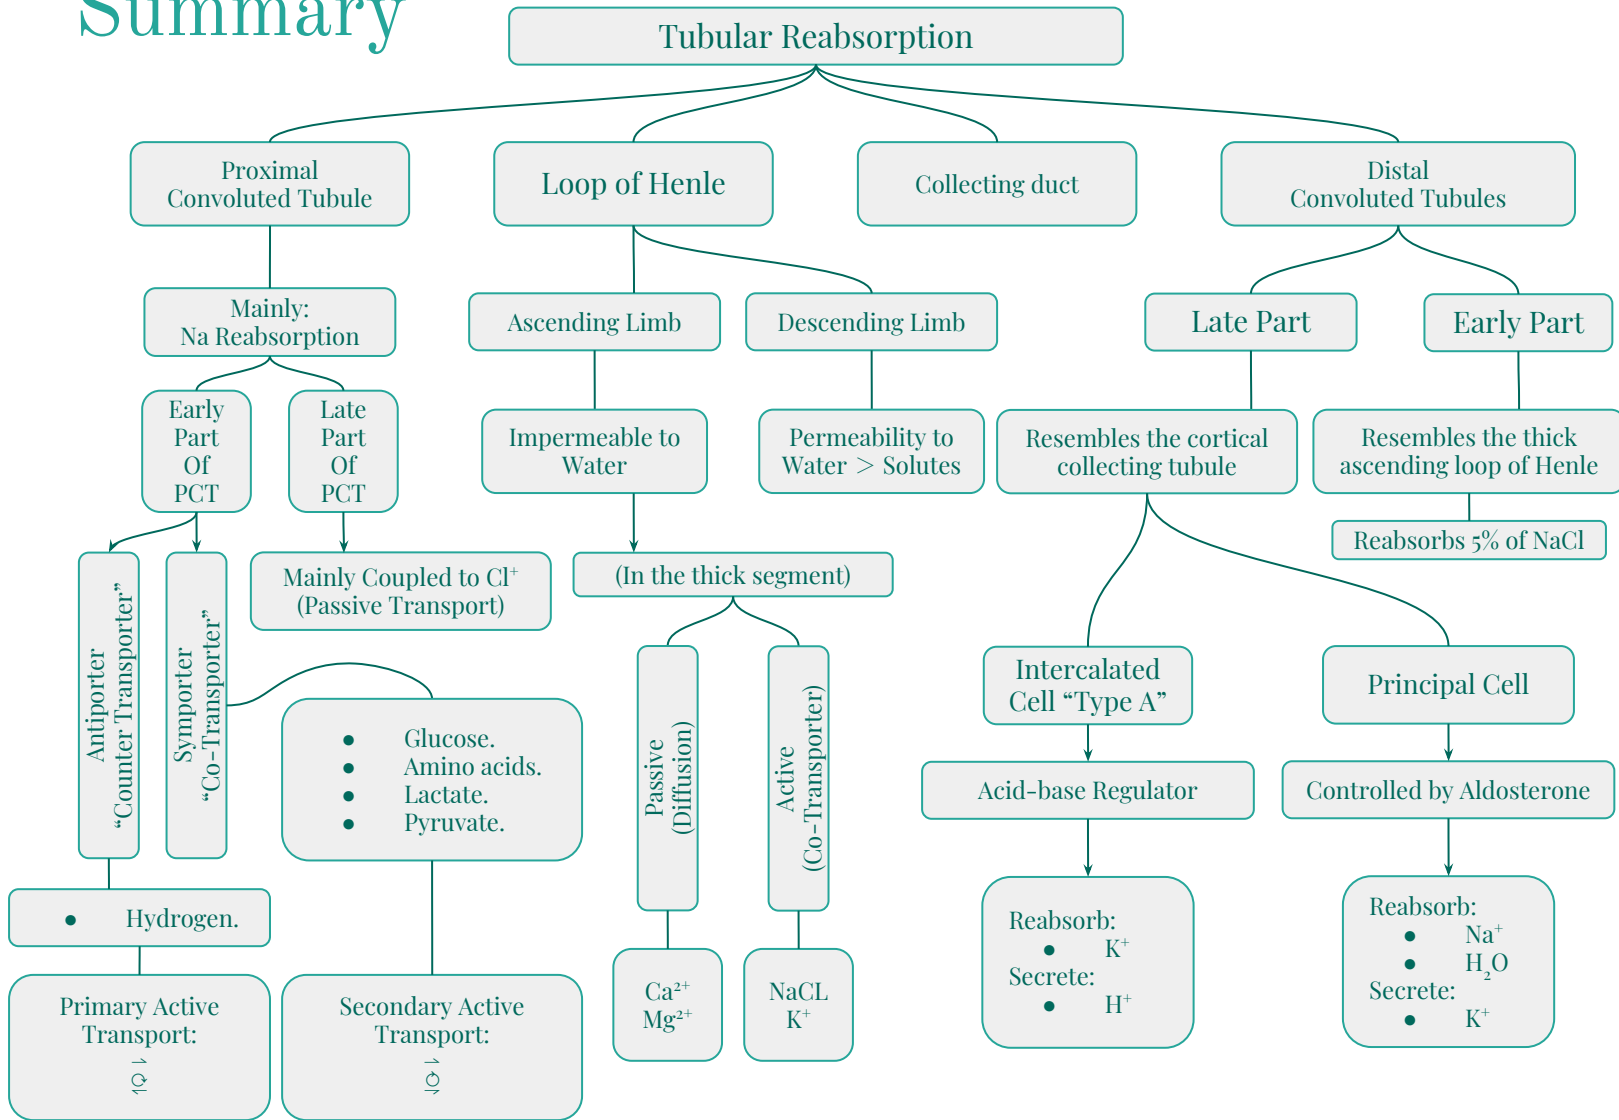 Summary
Tubular Reabsorption
Proximal
Convoluted Tubule
Loop of Henle
Collecting duct
Distal
Convoluted Tubules
Mainly:
Na Reabsorption
Ascending Limb
Descending Limb
Late Part
Early Part
Early
Part
Of
PCT
Late
Part
Of
PCT
Impermeable to
Water
Permeability to
Water > Solutes
Resembles the cortical
collecting tubule
Resembles the thick
ascending loop of Henle
Reabsorbs 5% of NaCl
Antiporter
“Counter Transporter”
Symporter
“Co-Transporter”
Mainly Coupled to Cl⁺
(Passive Transport)
(In the thick segment)
● Glucose.
● Amino acids.
● Lactate.
● Pyruvate.
Passive
(Diffusion)
Active
(Co-Transporter)
Intercalated
Cell “Type A”
Principal Cell
Acid-base Regulator
Controlled by Aldosterone
● Hydrogen.
Primary Active
Transport:
Secondary Active
Transport:
Ca²⁺
Mg²⁺
NaCL
K⁺
Reabsorb:
● K⁺
Secrete:
● H⁺
Reabsorb:
● Na⁺
● H₂O
Secrete:
● K⁺